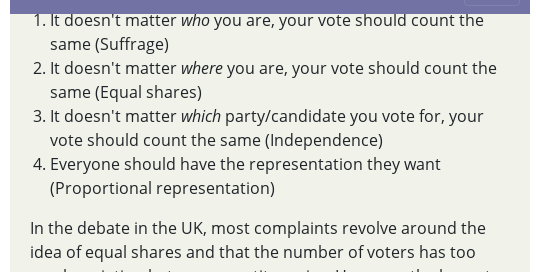 1. It doesn't matter who you are, your vote should count the
same (Suffrage)
2. It doesn't matter where you are, your vote should count the
same (Equal shares)
3. It doesn't matter which party/candidate you vote for, your
vote should count the same (Independence)
4. Everyone should have the representation they want
(Proportional representation)
In the debate in the UK, most complaints revolve around the
idea of equal shares and that the number of voters has too